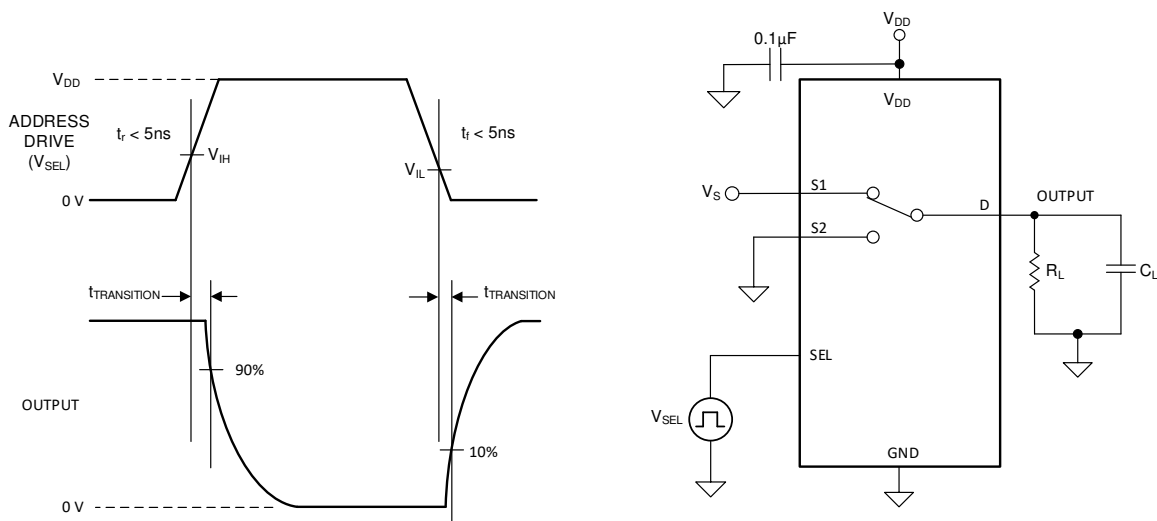 V_DD
ADDRESS
DRIVE
(V_SEL)
t_r < 5ns
V_IH
t_f < 5ns
V_IL
0 V
t_TRANSITION
t_TRANSITION
90%
OUTPUT
10%
0 V
V_DD
0.1µF
V_DD
V_S
S1
OUTPUT
D
S2
R_L
C_L
SEL
V_SEL
GND